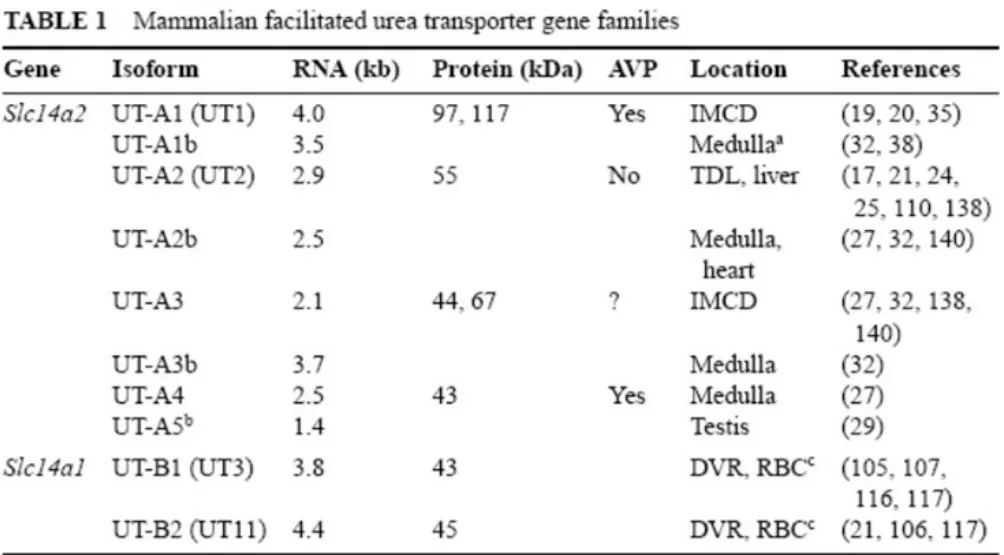 TABLE 1 Mammalian facilitated urea transporter gene families
Gene Isoform RNA (kb) Protein (kDa) AVP Location References
Slc14a2 UT-A1 (UT1) 4.0 97, 117 Yes IMCD (19, 20, 35)
UT-A1b 3.5 Medullaᵃ (32, 38)
UT-A2 (UT2) 2.9 55 No TDL, liver (17, 21, 24,
25, 110, 138)
UT-A2b 2.5 Medulla, (27, 32, 140)
heart
UT-A3 2.1 44, 67 ? IMCD (27, 32, 138,
140)
UT-A3b 3.7 Medulla (32)
UT-A4 2.5 43 Yes Medulla (27)
UT-A5ᵇ 1.4 Testis (29)
Slc14a1 UT-B1 (UT3) 3.8 43 DVR, RBCᶜ (105, 107,
116, 117)
UT-B2 (UT11) 4.4 45 DVR, RBCᶜ (21, 106, 117)